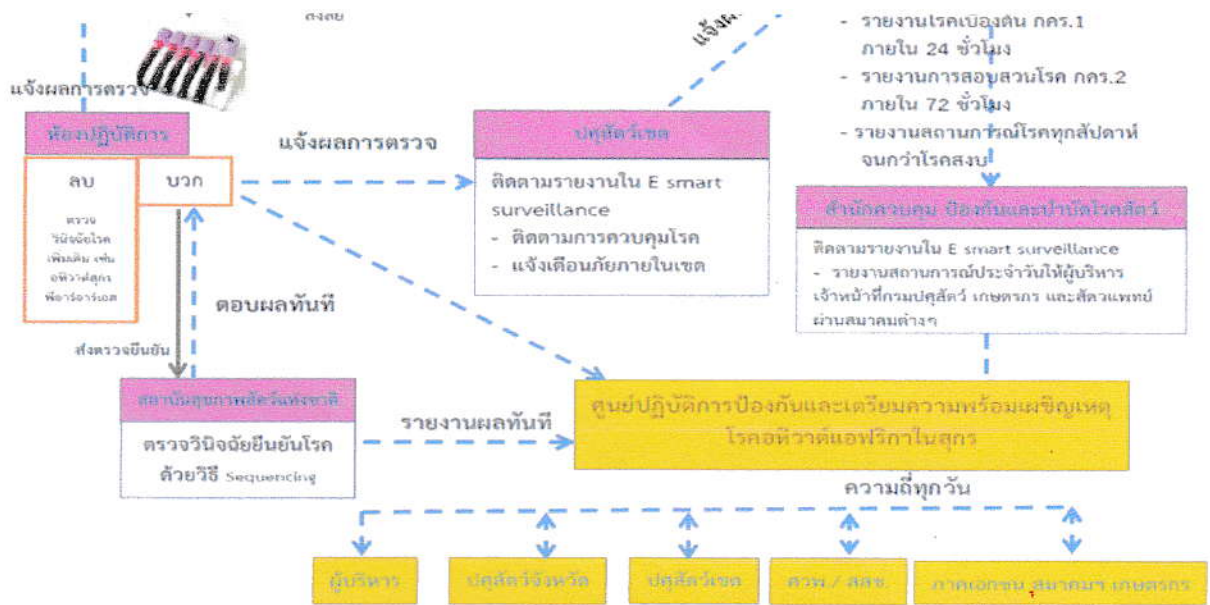 สงสัย
แจ้งผล
- รายงานโรคเบื้องต้น กคร.1
ภายใน 24 ชั่วโมง
- รายงานการสอบสวนโรค กคร.2
ภายใน 72 ชั่วโมง
- รายงานสถานการณ์โรคทุกสัปดาห์
จนกว่าโรคสงบ
แจ้งผลการตรวจ
ห้องปฏิบัติการ
ลบ
บวก
ตรวจ
วินิจฉัยโรค
เพิ่มเติม เช่น
อหิวาต์สุกร
พีอาร์อาร์เอส
แจ้งผลการตรวจ
ปศุสัตว์เขต
ติดตามรายงานใน E smart
surveillance
- ติดตามการควบคุมโรค
- แจ้งเตือนภัยภายในเขต
สำนักควบคุม ป้องกันและบำบัดโรคสัตว์
ติดตามรายงานใน E smart surveillance
- รายงานสถานการณ์ประจำวันให้ผู้บริหาร
เจ้าหน้าที่กรมปศุสัตว์ เกษตรกร และสัตวแพทย์
ผ่านสมาคมต่างๆ
ตอบผลทันที
ส่งตรวจยืนยัน
สถาบันสุขภาพสัตว์แห่งชาติ
ตรวจวินิจฉัยยืนยันโรค
ด้วยวิธี Sequencing
รายงานผลทันที
ศูนย์ปฏิบัติการป้องกันและเตรียมความพร้อมเผชิญเหตุ
โรคอหิวาต์แอฟริกาในสุกร
ความถี่ทุกวัน
ผู้บริหาร
ปศุสัตว์จังหวัด
ปศุสัตว์เขต
ศวพ./ สสช.
ภาคเอกชน สมาคมฯ เกษตรกร